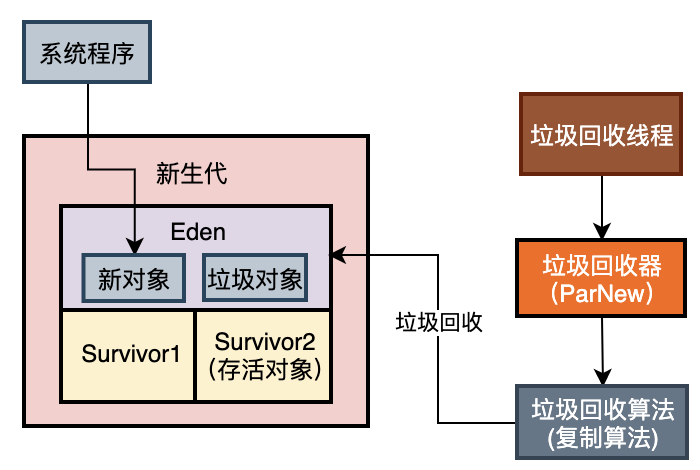 系统程序
新生代
Eden
新对象
垃圾对象
Survivor1
Survivor2
（存活对象）
垃圾回收
垃圾回收线程
垃圾回收器
（ParNew）
垃圾回收算法
(复制算法)